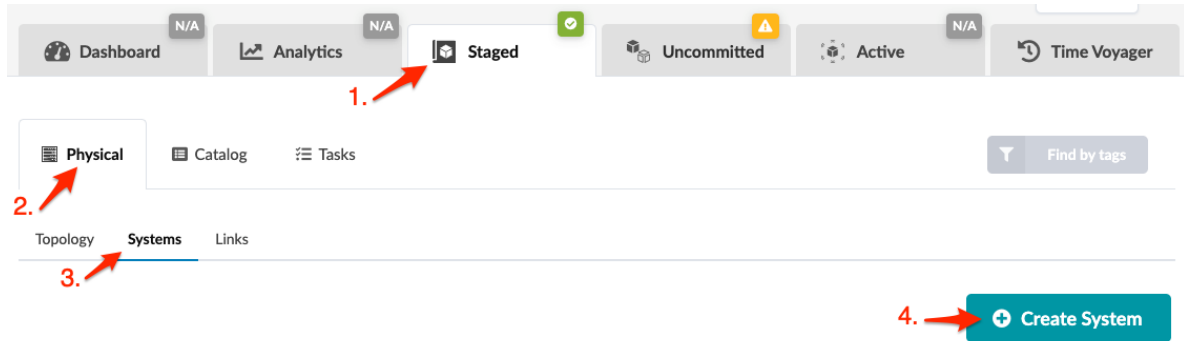 N/A N/A N/A
Dashboard Analytics Staged Uncommitted Active Time Voyager
1.
Physical Catalog Tasks Find by tags
2.
Topology Systems Links
3.
4. Create System